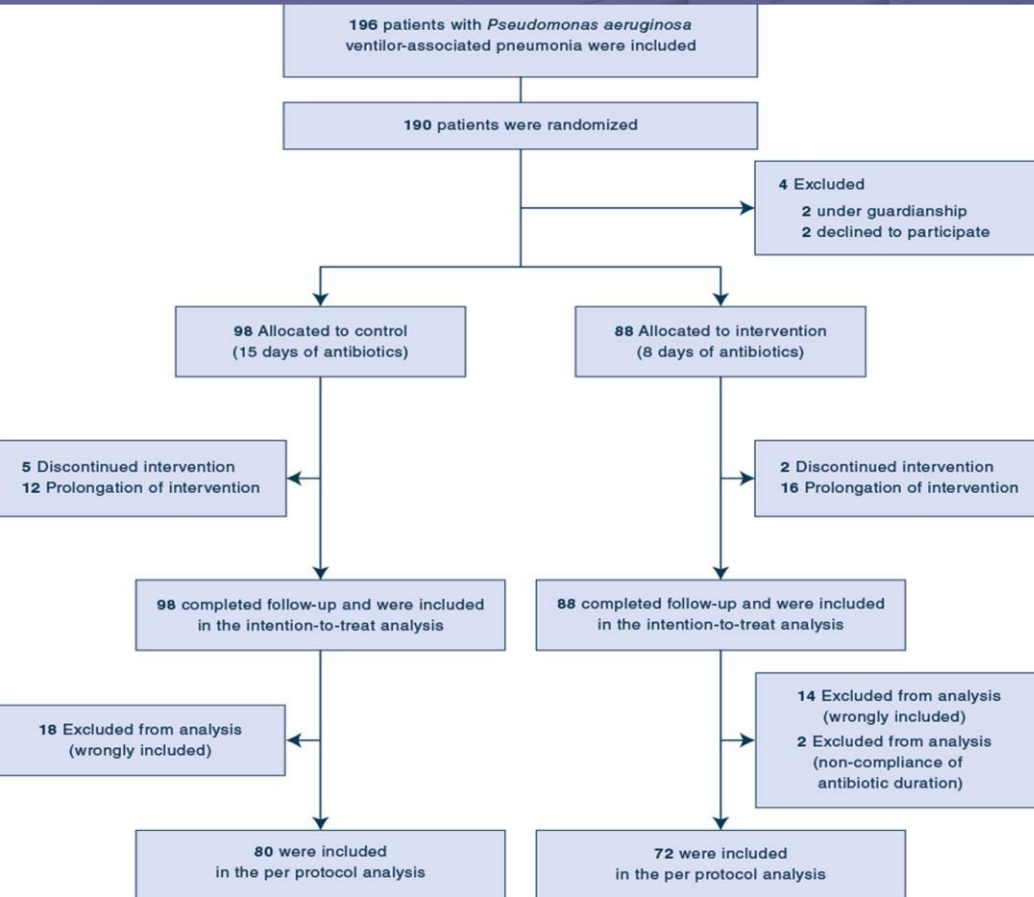 196 patients with Pseudomonas aeruginosa
ventilor-associated pneumonia were included
190 patients were randomized
4 Excluded
2 under guardianship
2 declined to participate
98 Allocated to control
(15 days of antibiotics)
88 Allocated to intervention
(8 days of antibiotics)
5 Discontinued intervention
12 Prolongation of intervention
2 Discontinued intervention
16 Prolongation of intervention
98 completed follow-up and were included
in the intention-to-treat analysis
88 completed follow-up and were included
in the intention-to-treat analysis
18 Excluded from analysis
(wrongly included)
14 Excluded from analysis
(wrongly included)
2 Excluded from analysis
(non-compliance of
antibiotic duration)
80 were included
in the per protocol analysis
72 were included
in the per protocol analysis